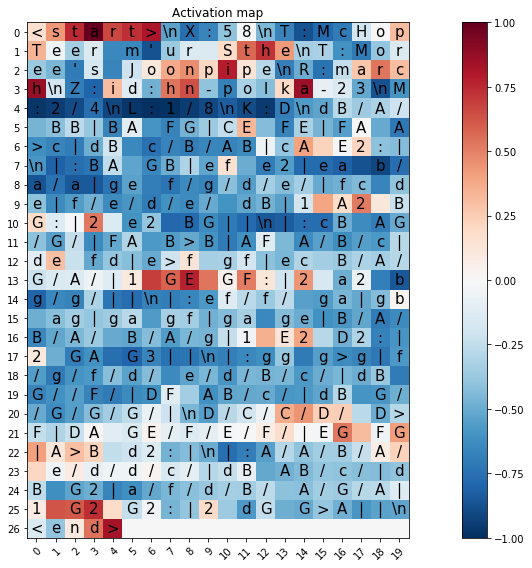 Activation map
0 < s t a r t > \n X : 5 8 \n T : M c H o p
1 T e e r m ' u r S t h e \n T : M o r
2 e e ' s J o o n p i p e \n R : m a r c
3 h \n Z : i d : h n - p o l k a - 2 3 \n M
4 : 2 / 4 \n L : 1 / 8 \n K : D \n d B / A /
5 B B | B A F G | C E F E | F A A
6 > c | d B c / B / A B | c A E 2 : |
7 \n | : B A G B | e f e 2 | e a b /
8 a / a | g e f / g / d / e / | f c d
9 e | f / e / d / e / d B | 1 A 2 B
10 G : | 2 e 2 B G | | \n | : c B A G
11 / G / | F A B > B | A F A / B / c |
12 d e f d | e > f g f | e c B / A /
13 G / A / | 1 G E G F : | 2 a 2 b
14 g / g / | | \n | : e f / f / g a | g b
15 a g | g a g f | g a g e | B / A /
16 B / A / B / A / g | 1 E 2 D 2 : |
17 2 G A G 3 | | \n | : g g g > g | f
18 / g / f / d / e / d / B / c / | d B
19 G / F / | D F A B / c / | d B G /
20 / G / G / G / | \n D / C / C / D / D >
21 F | D A G E / F / E / F / | E G F G
22 | A > B d 2 : | \n | : A / A / B / A /
23 e / d / d / c / | d B A B / c / | d
24 B G 2 | a / f / d / B / A / G / A |
25 1 G 2 G 2 : | 2 d G G > A | | \n
26 < e n d >
0 1 2 3 4 5 6 7 8 9 10 11 12 13 14 15 16 17 18 19
1.00
0.75
0.50
0.25
0.00
−0.25
−0.50
−0.75
−1.00